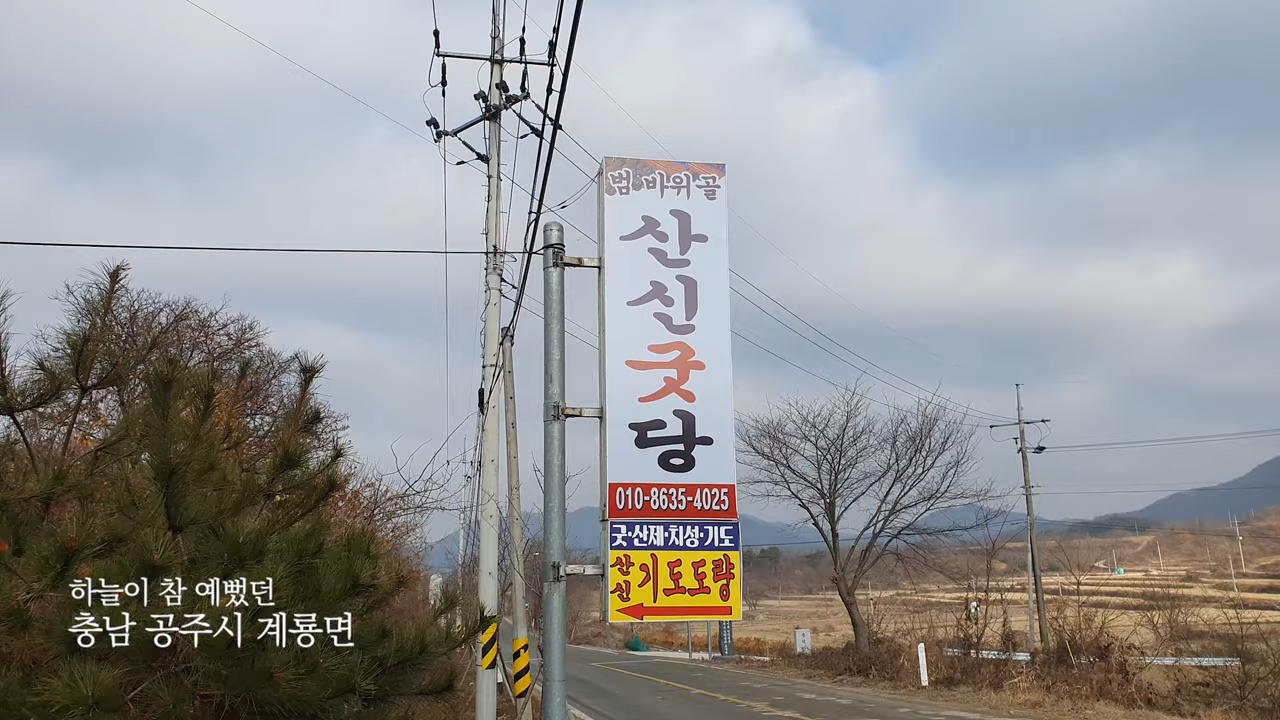 범바위골
산신굿당
010-8635-4025
굿·산제·치성·기도
산신 기도도량
하늘이 참 예뻤던
충남 공주시 계룡면